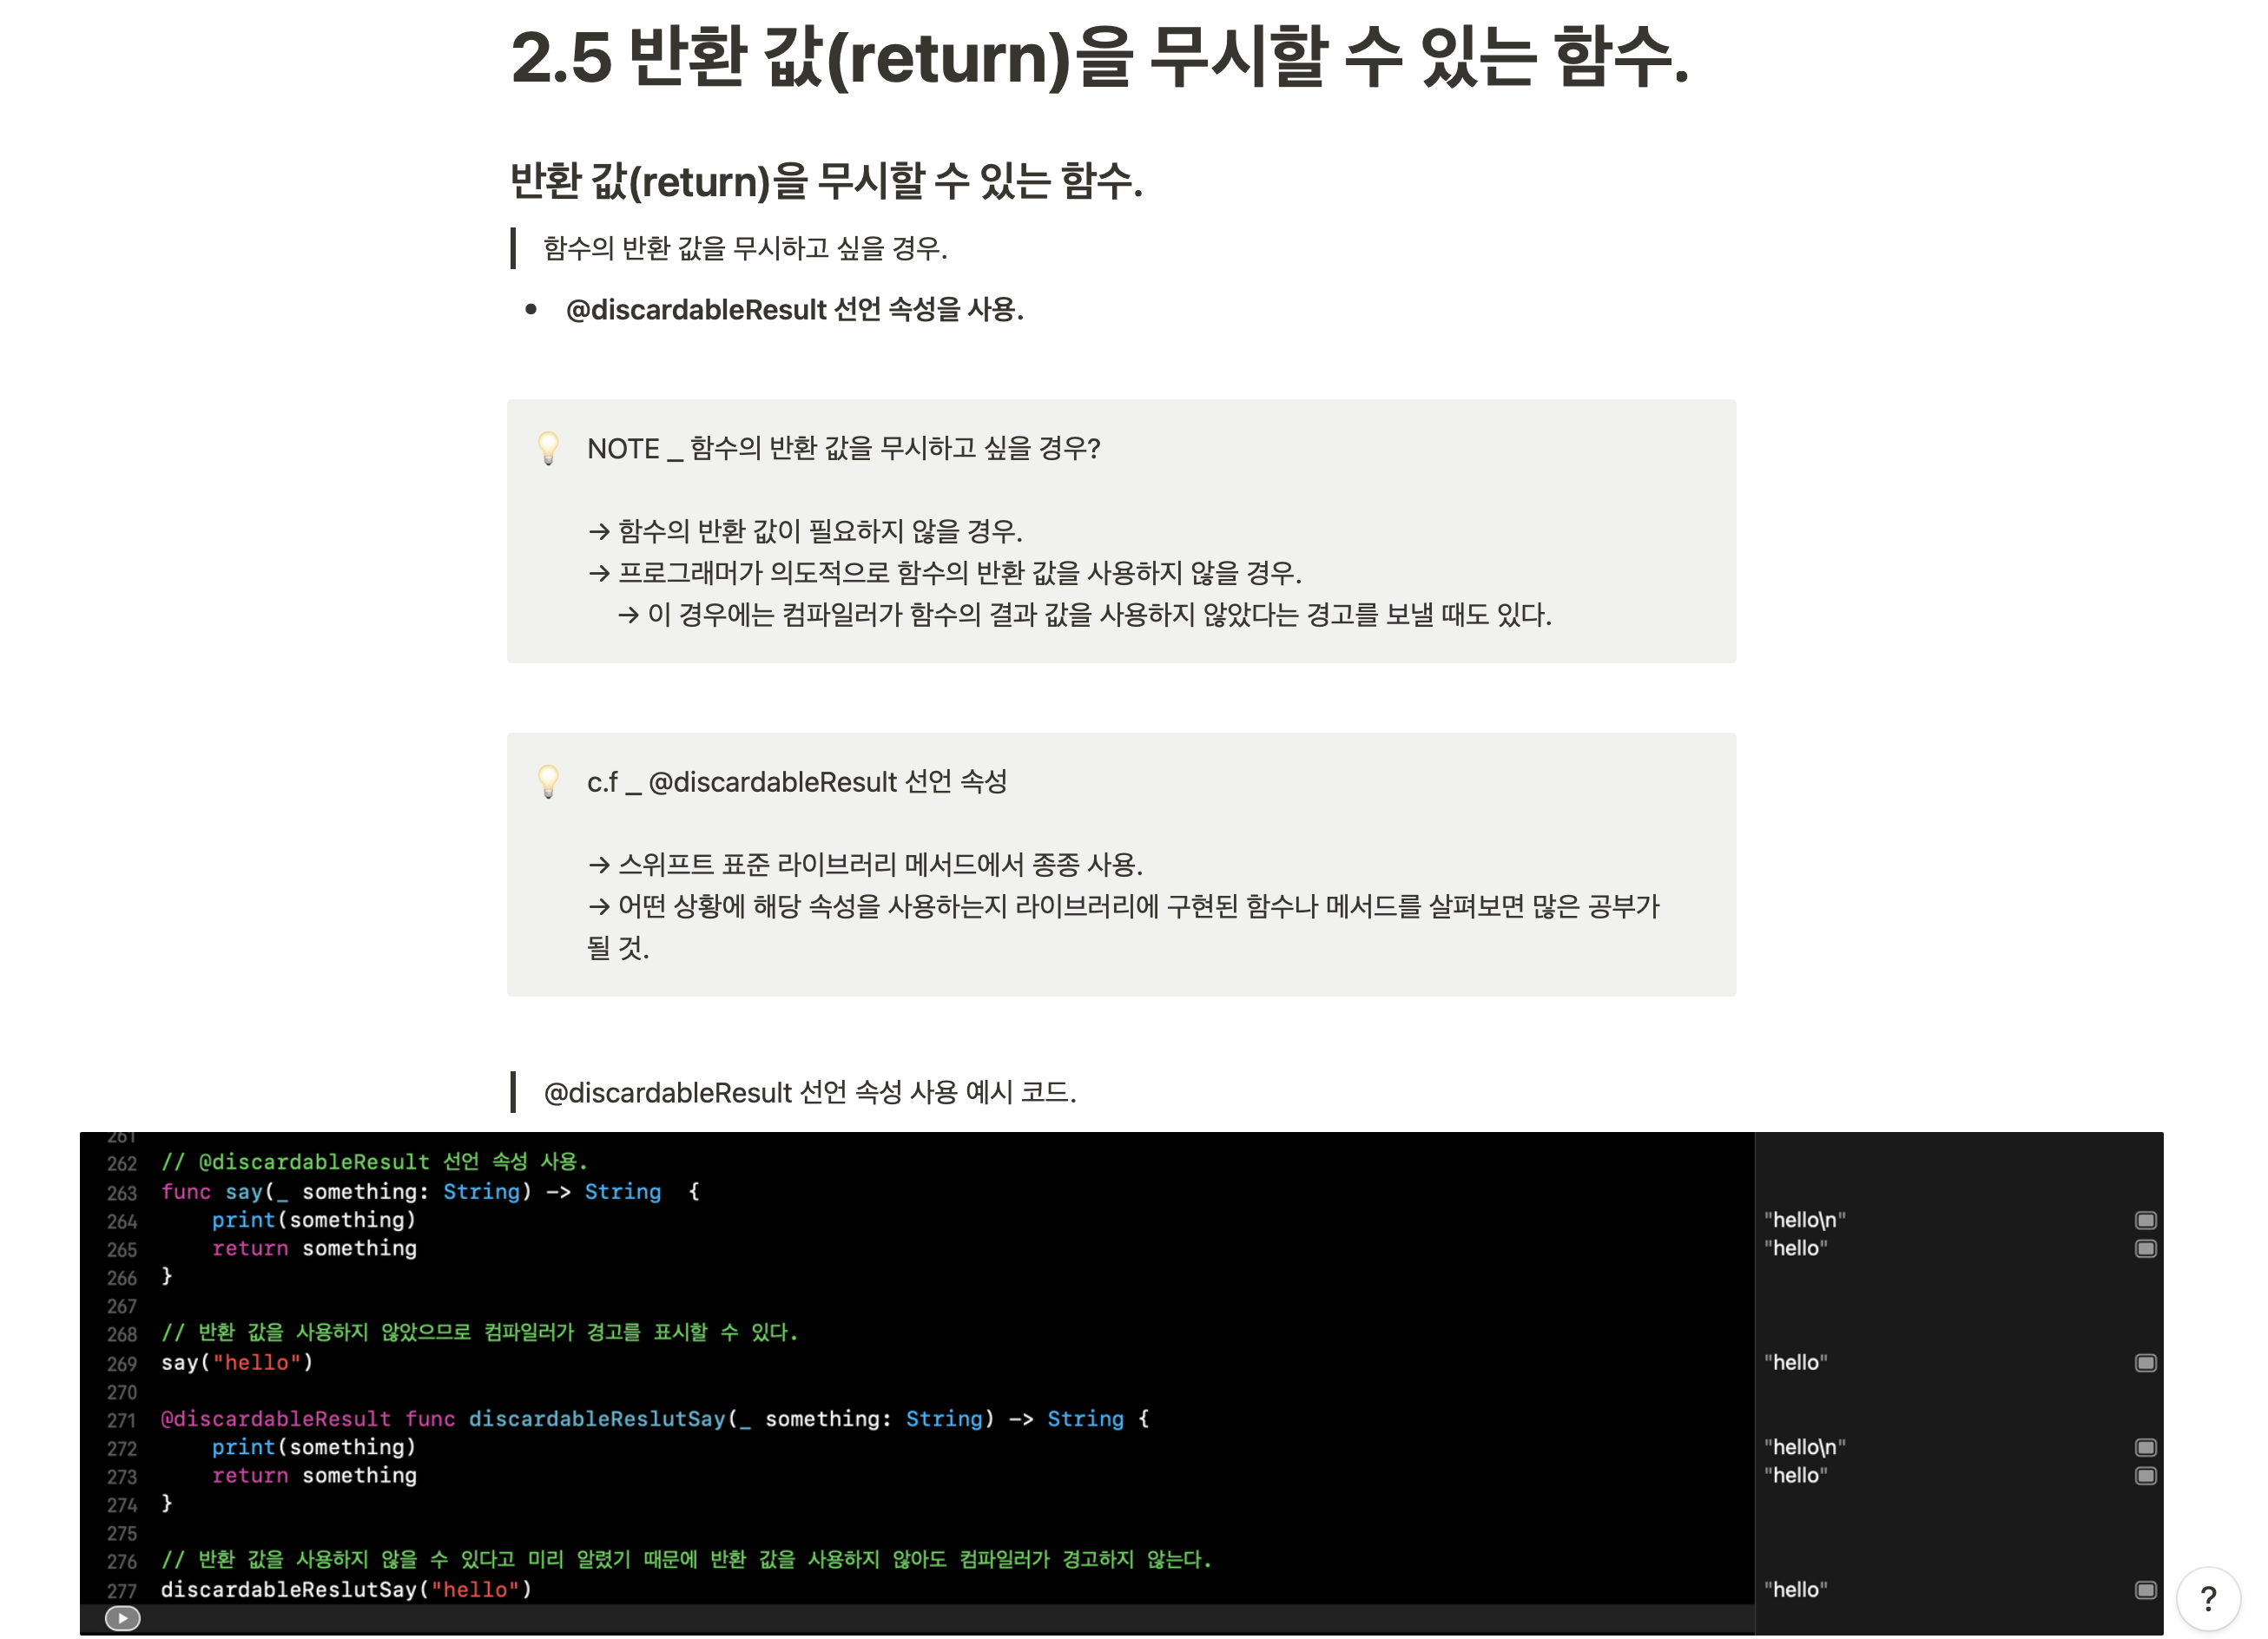 2.5 반환 값(return)을 무시할 수 있는 함수.
반환 값(return)을 무시할 수 있는 함수.
함수의 반환 값을 무시하고 싶을 경우.
• @discardableResult 선언 속성을 사용.
NOTE _ 함수의 반환 값을 무시하고 싶을 경우?
→ 함수의 반환 값이 필요하지 않을 경우.
→ 프로그래머가 의도적으로 함수의 반환 값을 사용하지 않을 경우.
→ 이 경우에는 컴파일러가 함수의 결과 값을 사용하지 않았다는 경고를 보낼 때도 있다.
c.f _ @discardableResult 선언 속성
→ 스위프트 표준 라이브러리 메서드에서 종종 사용.
→ 어떤 상황에 해당 속성을 사용하는지 라이브러리에 구현된 함수나 메서드를 살펴보면 많은 공부가
될 것.
@discardableResult 선언 속성 사용 예시 코드.
261
262 // @discardableResult 선언 속성 사용.
263 func say(_ something: String) -> String  {
264     print(something) "hello\n"
265     return something "hello"
266 }
267
268 // 반환 값을 사용하지 않았으므로 컴파일러가 경고를 표시할 수 있다.
269 say("hello") "hello"
270
271 @discardableResult func discardableReslutSay(_ something: String) -> String {
272     print(something) "hello\n"
273     return something "hello"
274 }
275
276 // 반환 값을 사용하지 않을 수 있다고 미리 알렸기 때문에 반환 값을 사용하지 않아도 컴파일러가 경고하지 않는다.
277 discardableReslutSay("hello") "hello"
?